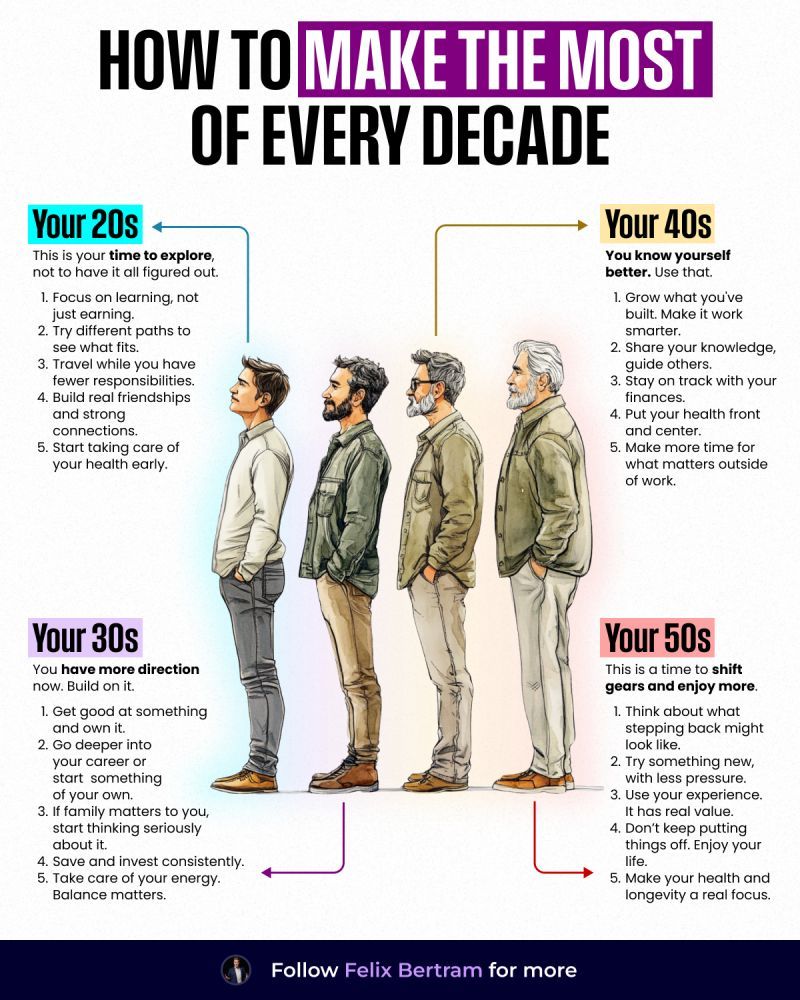 HOW TO MAKE THE MOST
OF EVERY DECADE
Your 20s
This is your time to explore,
not to have it all figured out.
1. Focus on learning, not
just earning.
2. Try different paths to
see what fits.
3. Travel while you have
fewer responsibilities.
4. Build real friendships
and strong
connections.
5. Start taking care of
your health early.
Your 30s
You have more direction
now. Build on it.
1. Get good at something
and own it.
2. Go deeper into
your career or
start something
of your own.
3. If family matters to you,
start thinking seriously
about it.
4. Save and invest consistently.
5. Take care of your energy.
Balance matters.
Your 40s
You know yourself
better. Use that.
1. Grow what you've
built. Make it work
smarter.
2. Share your knowledge,
guide others.
3. Stay on track with your
finances.
4. Put your health front
and center.
5. Make more time for
what matters outside
of work.
Your 50s
This is a time to shift
gears and enjoy more.
1. Think about what
stepping back might
look like.
2. Try something new,
with less pressure.
3. Use your experience.
It has real value.
4. Don’t keep putting
things off. Enjoy your
life.
5. Make your health and
longevity a real focus.
Follow Felix Bertram for more